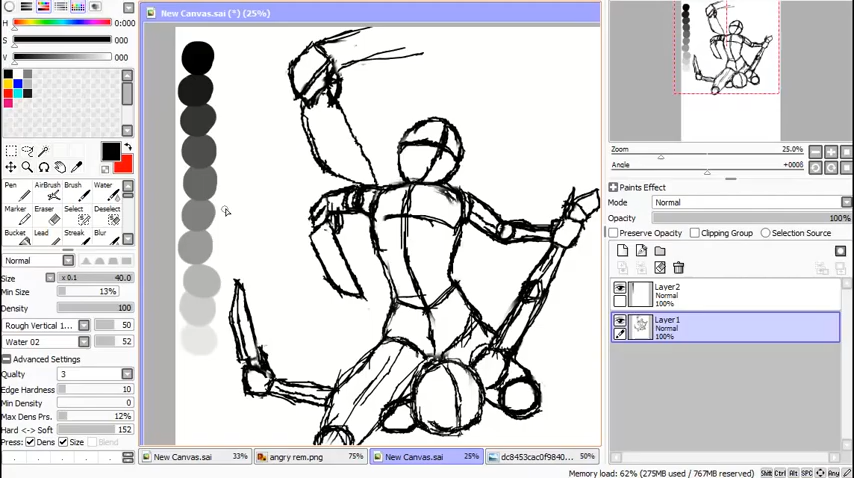 New Canvas.sai (*) (25%)
H 0:000
S 000
V 000
Pen AirBrush Brush Water
Marker Eraser Select Deselect
Bucket Lead Streak Blur
Normal
Size x 0.1 40.0
Min Size 13%
Density 100
Rough Vertical 1... 50
Water 02 52
Advanced Settings
Quality 3
Edge Hardness 10
Min Density 0
Max Dens Prs. 12%
Hard <-> Soft 152
Press: Dens Size Blend
Zoom 25.0%
Angle
Paints Effect
Mode Normal
Opacity 100%
Preserve Opacity Clipping Group Selection Source
Layer2
Normal
100%
Layer1
Normal
100%
New Canvas.sai 33% angry rem.png 75% New Canvas.sai 25% dc8453cac0f9840... 50%
Memory load: 62% (275MB used / 767MB reserved) Shift Ctrl Alt SPC Any